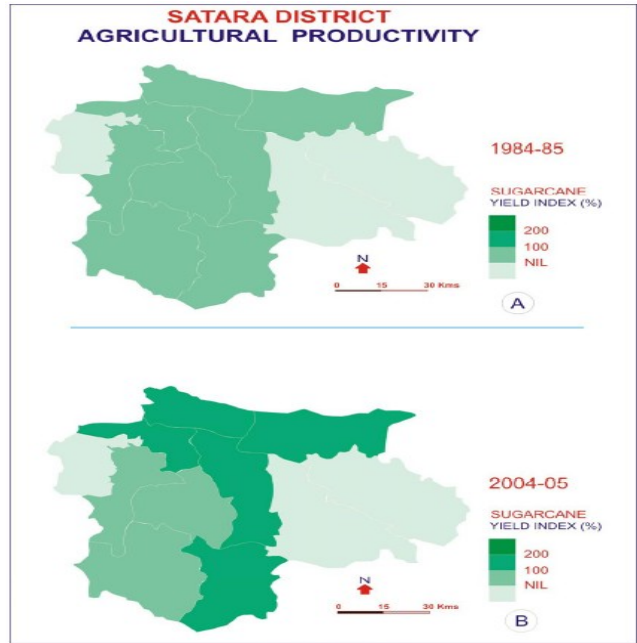 SATARA DISTRICT
AGRICULTURAL PRODUCTIVITY
1984-85
SUGARCANE
YIELD INDEX (%)
200
100
NIL
N
0 15 30 Kms
A
2004-05
SUGARCANE
YIELD INDEX (%)
200
100
NIL
N
0 15 30 Kms
B